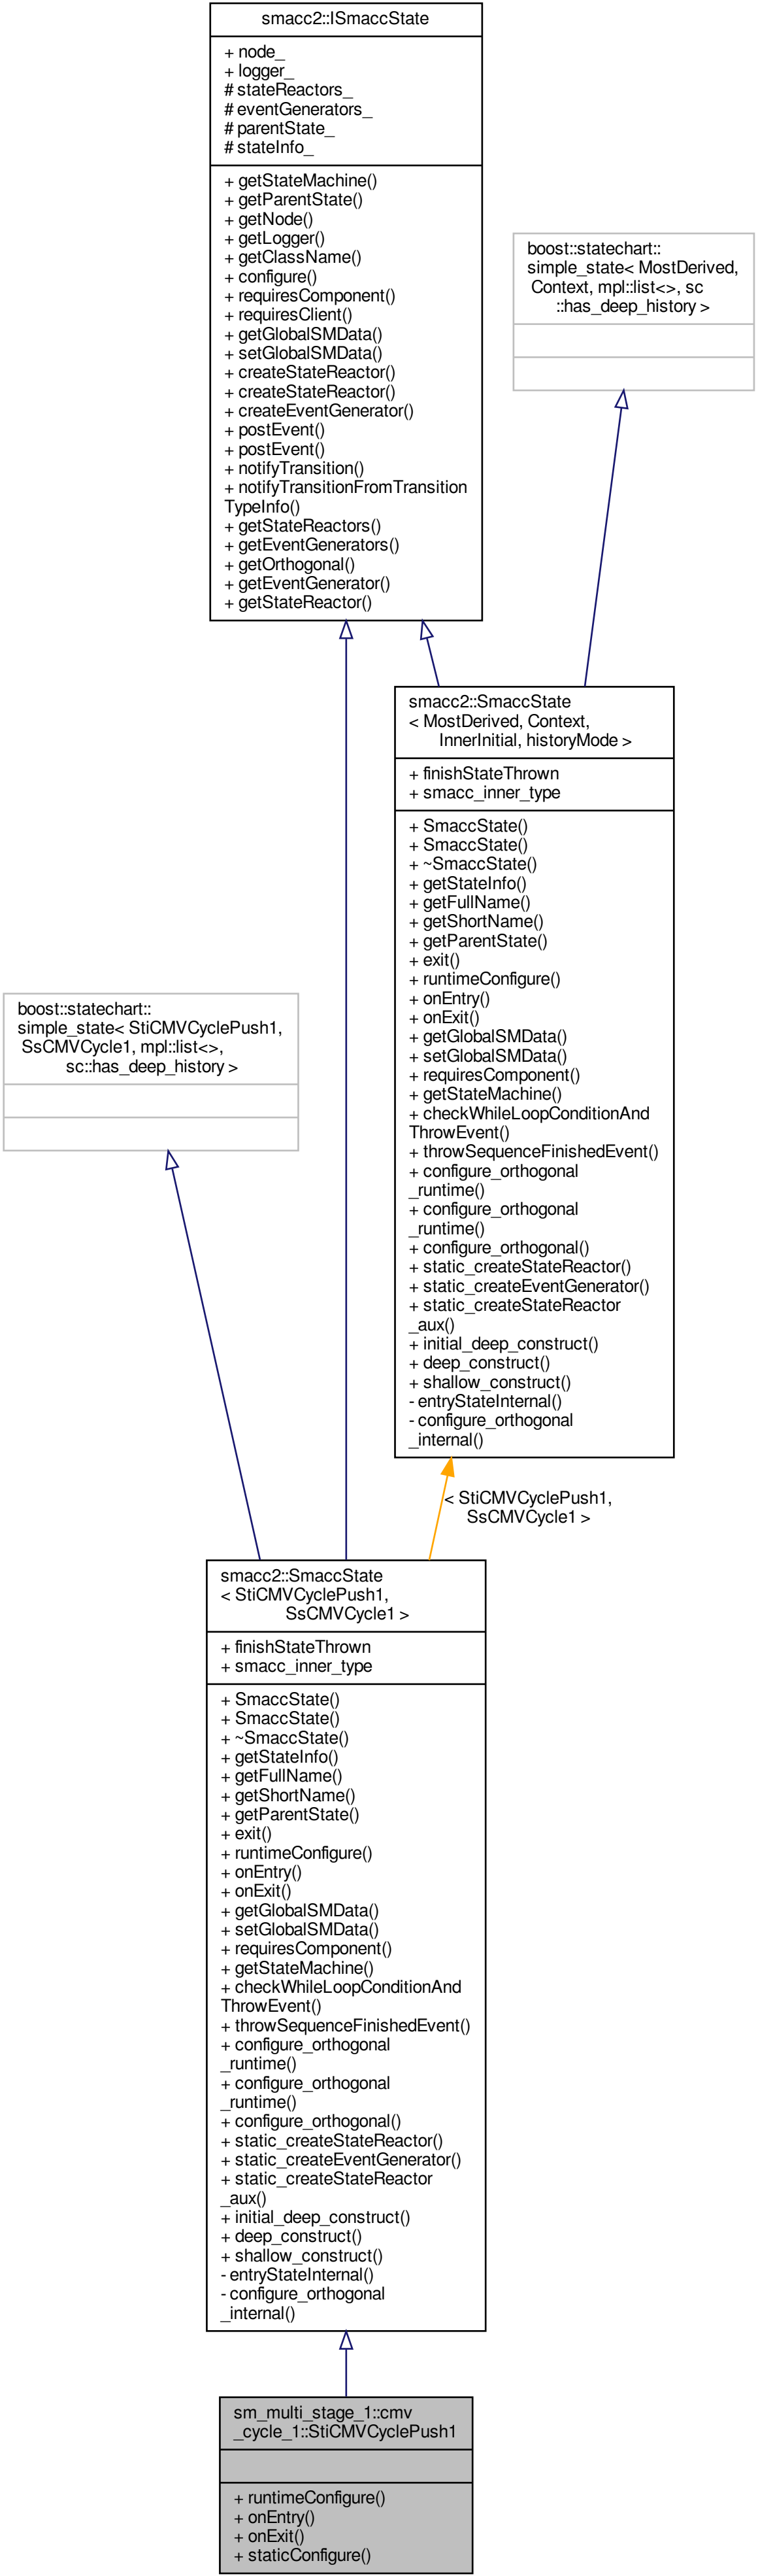 smacc2::ISmaccState
+ node_
+ logger_
# stateReactors_
# eventGenerators_
# parentState_
# stateInfo_
+ getStateMachine()
+ getParentState()
+ getNode()
+ getLogger()
+ getClassName()
+ configure()
+ requiresComponent()
+ requiresClient()
+ getGlobalSMData()
+ setGlobalSMData()
+ createStateReactor()
+ createStateReactor()
+ createEventGenerator()
+ postEvent()
+ postEvent()
+ notifyTransition()
+ notifyTransitionFromTransition
TypeInfo()
+ getStateReactors()
+ getEventGenerators()
+ getOrthogonal()
+ getEventGenerator()
+ getStateReactor()
boost::statechart::
simple_state< MostDerived,
Context, mpl::list<>, sc
::has_deep_history >
smacc2::SmaccState
< MostDerived, Context,
InnerInitial, historyMode >
+ finishStateThrown
+ smacc_inner_type
+ SmaccState()
+ SmaccState()
+ ~SmaccState()
+ getStateInfo()
+ getFullName()
+ getShortName()
+ getParentState()
+ exit()
+ runtimeConfigure()
+ onEntry()
+ onExit()
+ getGlobalSMData()
+ setGlobalSMData()
+ requiresComponent()
+ getStateMachine()
+ checkWhileLoopConditionAnd
ThrowEvent()
+ throwSequenceFinishedEvent()
+ configure_orthogonal
_runtime()
+ configure_orthogonal
_runtime()
+ configure_orthogonal()
+ static_createStateReactor()
+ static_createEventGenerator()
+ static_createStateReactor
_aux()
+ initial_deep_construct()
+ deep_construct()
+ shallow_construct()
- entryStateInternal()
- configure_orthogonal
_internal()
boost::statechart::
simple_state< StiCMVCyclePush1,
SsCMVCycle1, mpl::list<>,
sc::has_deep_history >
< StiCMVCyclePush1,
SsCMVCycle1 >
smacc2::SmaccState
< StiCMVCyclePush1,
SsCMVCycle1 >
+ finishStateThrown
+ smacc_inner_type
+ SmaccState()
+ SmaccState()
+ ~SmaccState()
+ getStateInfo()
+ getFullName()
+ getShortName()
+ getParentState()
+ exit()
+ runtimeConfigure()
+ onEntry()
+ onExit()
+ getGlobalSMData()
+ setGlobalSMData()
+ requiresComponent()
+ getStateMachine()
+ checkWhileLoopConditionAnd
ThrowEvent()
+ throwSequenceFinishedEvent()
+ configure_orthogonal
_runtime()
+ configure_orthogonal
_runtime()
+ configure_orthogonal()
+ static_createStateReactor()
+ static_createEventGenerator()
+ static_createStateReactor
_aux()
+ initial_deep_construct()
+ deep_construct()
+ shallow_construct()
- entryStateInternal()
- configure_orthogonal
_internal()
sm_multi_stage_1::cmv
_cycle_1::StiCMVCyclePush1
+ runtimeConfigure()
+ onEntry()
+ onExit()
+ staticConfigure()